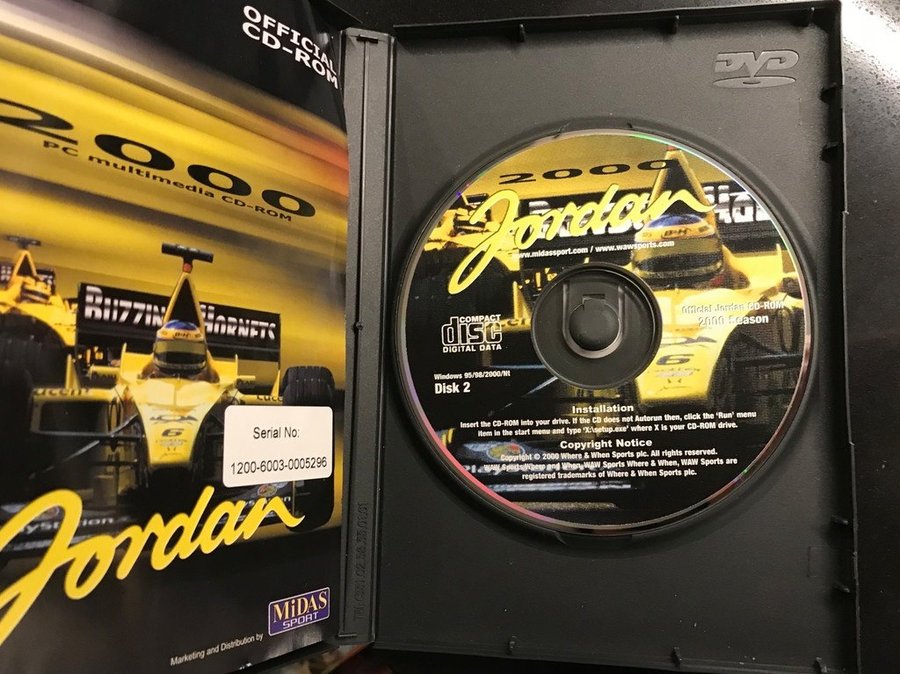 OFFICIAL
CD-ROM
2000
PC multimedia CD-ROM
BUZZIN HORNETS
6
Serial No:
1200-6003-0005296
PlayStation
Jordan
MiDAS
SPORT
Marketing and Distribution by
DVD
2000
Jordan
www.midassport.com / www.wawsports.com
Official Jordan CD-ROM
2000 Season
COMPACT
disc
DIGITAL DATA
6
Windows 95/98/2000/Nt
Disk 2
Installation
Insert the CD-ROM into your drive. If the CD does not Autorun then, click the 'Run' menu
item in the start menu and type 'X:\setup.exe' where X is your CD-ROM drive.
Copyright Notice
Copyright © 2000 Where & When Sports plc. All rights reserved.
WAW Sports Where and When, WAW Sports Where & When, WAW Sports are
registered trademarks of Where & When Sports plc.